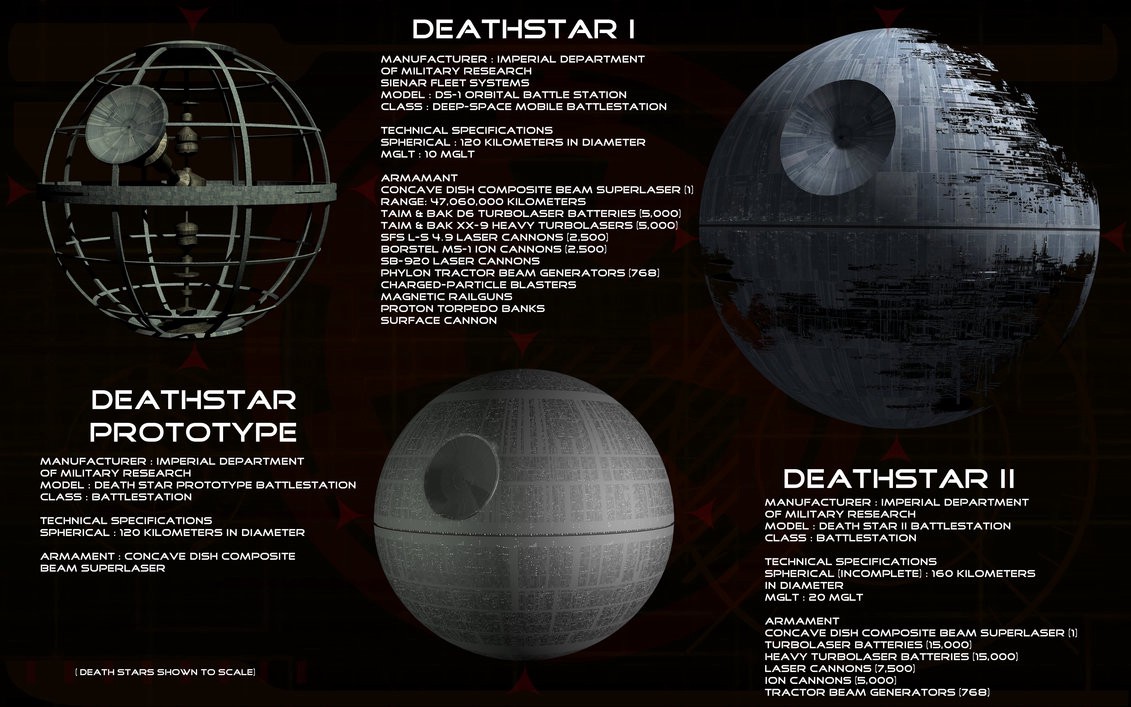 DEATHSTAR I
MANUFACTURER : IMPERIAL DEPARTMENT
OF MILITARY RESEARCH
SIENAR FLEET SYSTEMS
MODEL : DS-1 ORBITAL BATTLE STATION
CLASS : DEEP-SPACE MOBILE BATTLESTATION
TECHNICAL SPECIFICATIONS
SPHERICAL : 120 KILOMETERS IN DIAMETER
MGLT : 10 MGLT
ARMAMANT
CONCAVE DISH COMPOSITE BEAM SUPERLASER (1)
RANGE: 47,060,000 KILOMETERS
TAIM & BAK D6 TURBOLASER BATTERIES (5,000)
TAIM & BAK XX-9 HEAVY TURBOLASERS (5,000)
SFS L-S 4.9 LASER CANNONS (2,500)
BORSTEL MS-1 ION CANNONS (2,500)
SB-920 LASER CANNONS
PHYLON TRACTOR BEAM GENERATORS (768)
CHARGED-PARTICLE BLASTERS
MAGNETIC RAILGUNS
PROTON TORPEDO BANKS
SURFACE CANNON
DEATHSTAR
PROTOTYPE
MANUFACTURER : IMPERIAL DEPARTMENT
OF MILITARY RESEARCH
MODEL : DEATH STAR PROTOTYPE BATTLESTATION
CLASS : BATTLESTATION
TECHNICAL SPECIFICATIONS
SPHERICAL : 120 KILOMETERS IN DIAMETER
ARMAMENT : CONCAVE DISH COMPOSITE
BEAM SUPERLASER
( DEATH STARS SHOWN TO SCALE)
DEATHSTAR II
MANUFACTURER : IMPERIAL DEPARTMENT
OF MILITARY RESEARCH
MODEL : DEATH STAR II BATTLESTATION
CLASS : BATTLESTATION
TECHNICAL SPECIFICATIONS
SPHERICAL (INCOMPLETE) : 160 KILOMETERS
IN DIAMETER
MGLT : 20 MGLT
ARMAMENT
CONCAVE DISH COMPOSITE BEAM SUPERLASER (1)
TURBOLASER BATTERIES (15,000)
HEAVY TURBOLASER BATTERIES (15,000)
LASER CANNONS (7,500)
ION CANNONS (5,000)
TRACTOR BEAM GENERATORS (768)